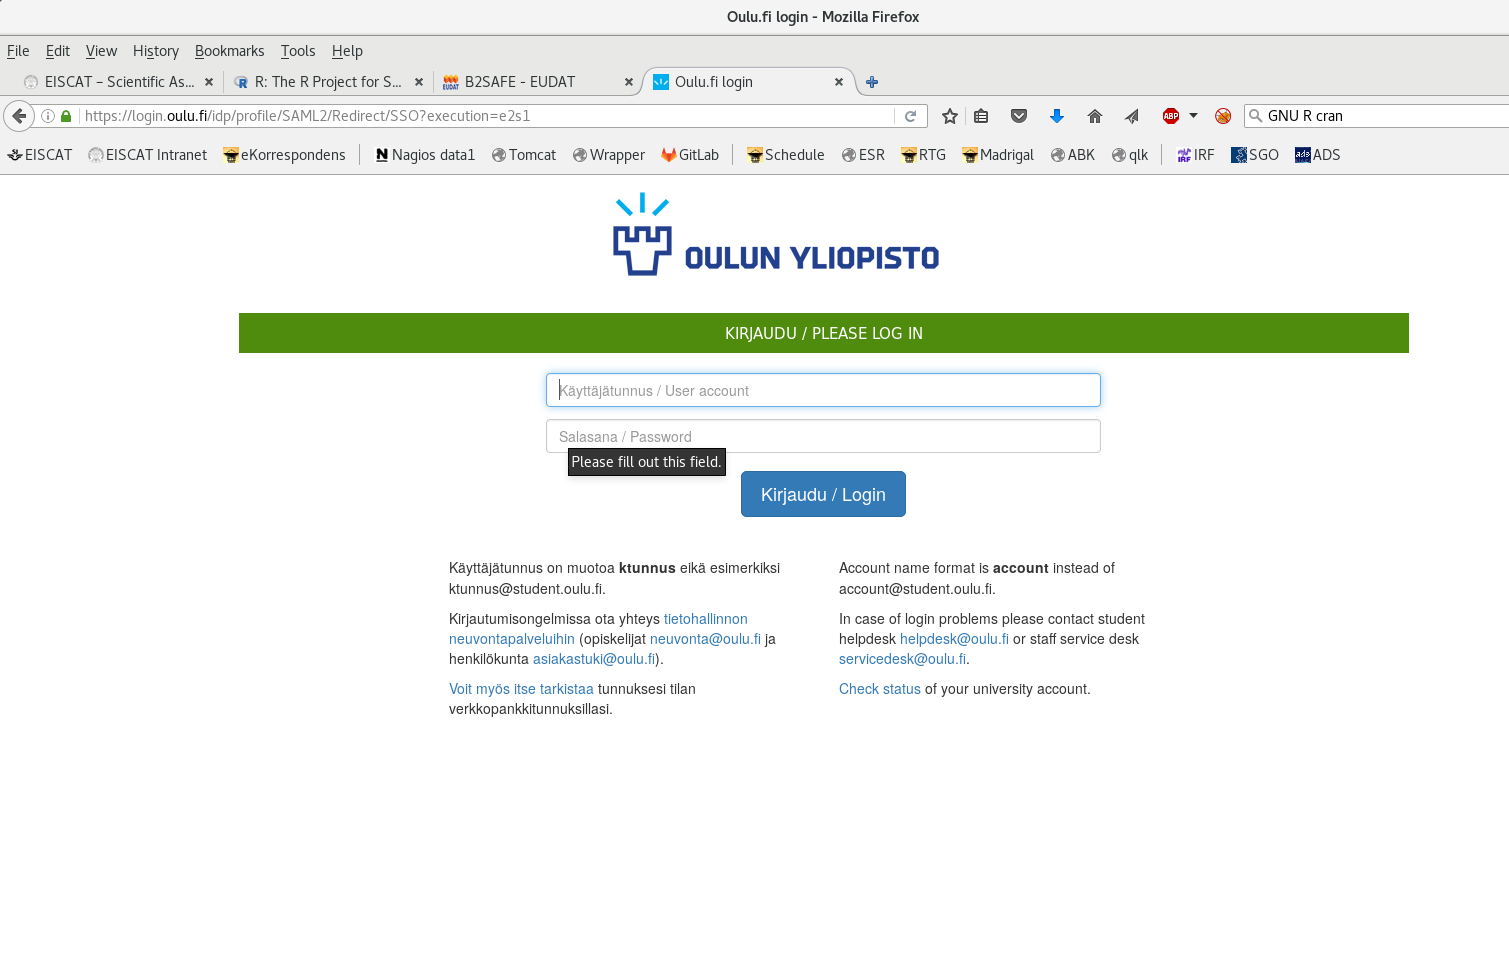 Oulu.fi login - Mozilla Firefox
File Edit View History Bookmarks Tools Help
EISCAT – Scientific As... R: The R Project for S... B2SAFE - EUDAT Oulu.fi login
https://login.oulu.fi/idp/profile/SAML2/Redirect/SSO?execution=e2s1 ABP GNU R cran
EISCAT EISCAT Intranet eKorrespondens Nagios data1 Tomcat Wrapper GitLab Schedule ESR RTG Madrigal ABK qlk IRF SGO ADS
OULUN YLIOPISTO
KIRJAUDU / PLEASE LOG IN
Käyttäjätunnus / User account
Salasana / Password
Please fill out this field.
Kirjaudu / Login
Käyttäjätunnus on muotoa ktunnus eikä esimerkiksi
ktunnus@student.oulu.fi.
Kirjautumisongelmissa ota yhteys tietohallinnon
neuvontapalveluihin (opiskelijat neuvonta@oulu.fi ja
henkilökunta asiakastuki@oulu.fi).
Voit myös itse tarkistaa tunnuksesi tilan
verkkopankkitunnuksillasi.
Account name format is account instead of
account@student.oulu.fi.
In case of login problems please contact student
helpdesk helpdesk@oulu.fi or staff service desk
servicedesk@oulu.fi.
Check status of your university account.